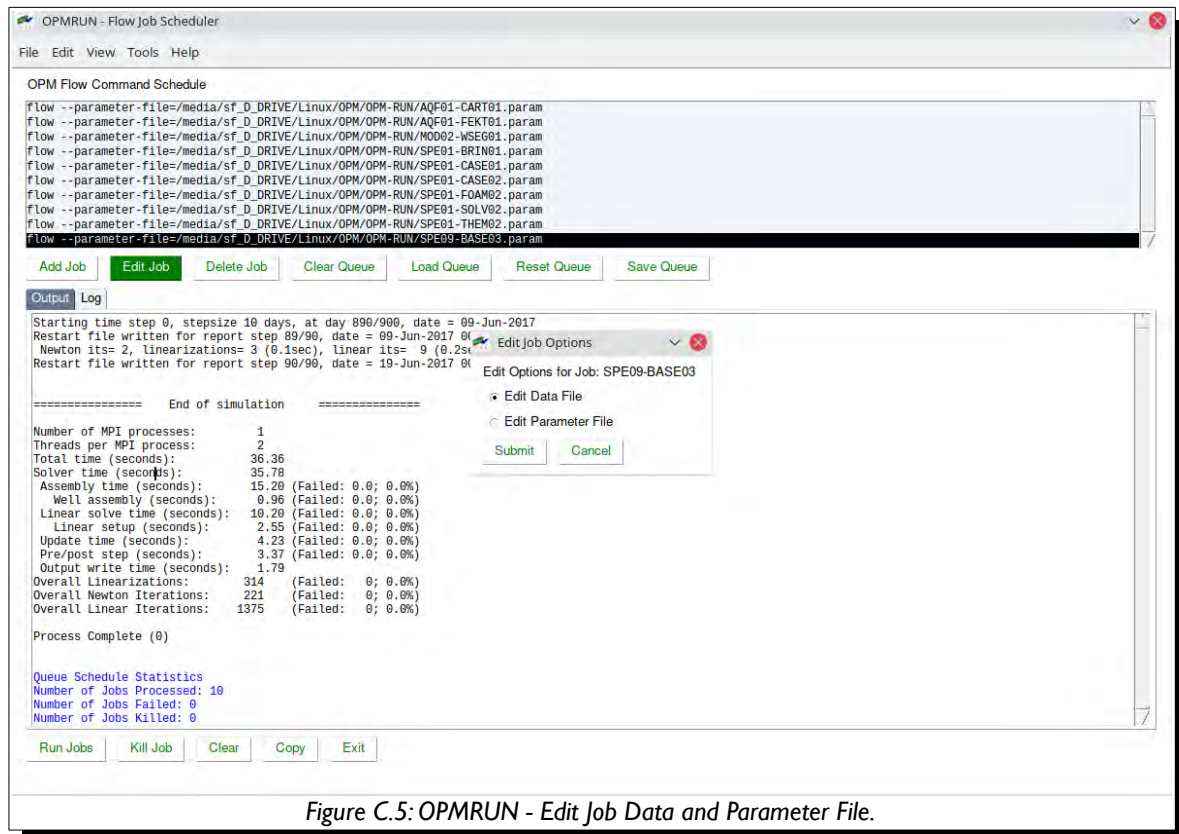 OPMRUN - Flow Job Scheduler
File Edit View Tools Help
OPM Flow Command Schedule
flow --parameter-file=/media/sf_D_DRIVE/Linux/OPM/OPM-RUN/AQF01-CART01.param
flow --parameter-file=/media/sf_D_DRIVE/Linux/OPM/OPM-RUN/AQF01-FEKT01.param
flow --parameter-file=/media/sf_D_DRIVE/Linux/OPM/OPM-RUN/MOD02-WSEG01.param
flow --parameter-file=/media/sf_D_DRIVE/Linux/OPM/OPM-RUN/SPE01-BRIN01.param
flow --parameter-file=/media/sf_D_DRIVE/Linux/OPM/OPM-RUN/SPE01-CASE01.param
flow --parameter-file=/media/sf_D_DRIVE/Linux/OPM/OPM-RUN/SPE01-CASE02.param
flow --parameter-file=/media/sf_D_DRIVE/Linux/OPM/OPM-RUN/SPE01-FOAM02.param
flow --parameter-file=/media/sf_D_DRIVE/Linux/OPM/OPM-RUN/SPE01-SOLV02.param
flow --parameter-file=/media/sf_D_DRIVE/Linux/OPM/OPM-RUN/SPE01-THEM02.param
flow --parameter-file=/media/sf_D_DRIVE/Linux/OPM/OPM-RUN/SPE09-BASE03.param
Add Job Edit Job Delete Job Clear Queue Load Queue Reset Queue Save Queue
Output Log
Starting time step 0, stepsize 10 days, at day 890/900, date = 09-Jun-2017
Restart file written for report step 89/90, date = 09-Jun-2017
Newton its= 2, linearizations= 3 (0.1sec), linear its= 9
Restart file written for report step 90/90, date = 19-Jun-2017
================ End of simulation ===============
Number of MPI processes: 1
Threads per MPI process: 2
Total time (seconds): 36.36
Solver time (seconds): 35.78
Assembly time (seconds): 15.20 (Failed: 0.0; 0.0%)
Well assembly (seconds): 0.96 (Failed: 0.0; 0.0%)
Linear solve time (seconds): 10.20 (Failed: 0.0; 0.0%)
Linear setup (seconds): 2.55 (Failed: 0.0; 0.0%)
Update time (seconds): 4.23 (Failed: 0.0; 0.0%)
Pre/post step (seconds): 3.37 (Failed: 0.0; 0.0%)
Output write time (seconds): 1.79
Overall Linearizations: 314 (Failed: 0; 0.0%)
Overall Newton Iterations: 221 (Failed: 0; 0.0%)
Overall Linear Iterations: 1375 (Failed: 0; 0.0%)
Process Complete (0)
Queue Schedule Statistics
Number of Jobs Processed: 10
Number of Jobs Failed: 0
Number of Jobs Killed: 0
Edit Job Options
Edit Options for Job: SPE09-BASE03
Edit Data File
Edit Parameter File
Submit Cancel
Run Jobs Kill Job Clear Copy Exit
Figure C.5: OPMRUN - Edit Job Data and Parameter File.